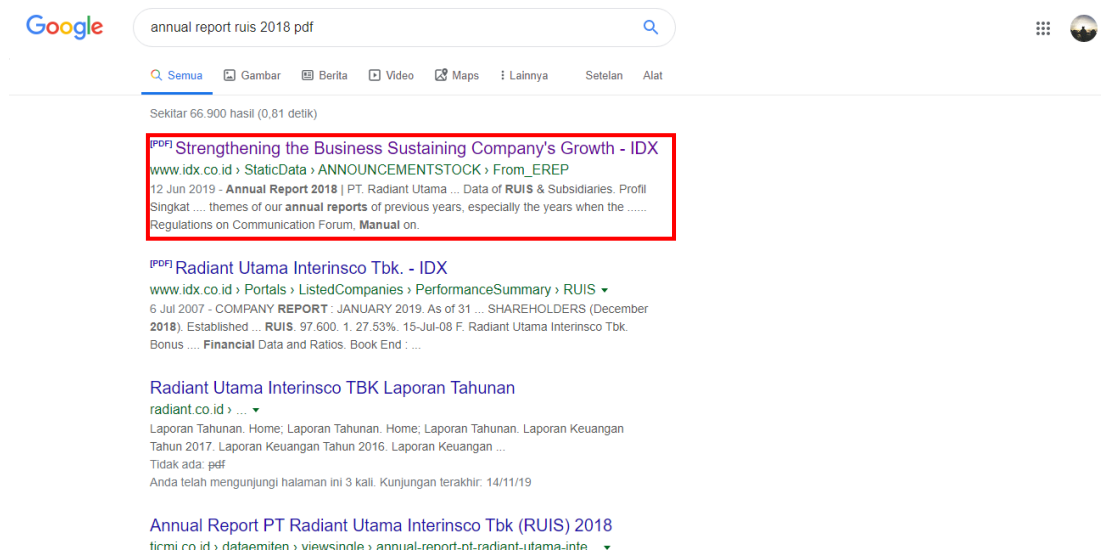 Google
annual report ruis 2018 pdf
Semua Gambar Berita Video Maps Lainnya Setelan Alat
Sekitar 66.900 hasil (0,81 detik)
[PDF] Strengthening the Business Sustaining Company's Growth - IDX
www.idx.co.id › StaticData › ANNOUNCEMENTSTOCK › From_EREP
12 Jun 2019 - Annual Report 2018 | PT. Radiant Utama ... Data of RUIS & Subsidiaries. Profil
Singkat .... themes of our annual reports of previous years, especially the years when the ......
Regulations on Communication Forum, Manual on.
[PDF] Radiant Utama Interinsco Tbk. - IDX
www.idx.co.id › Portals › ListedCompanies › PerformanceSummary › RUIS
6 Jul 2007 - COMPANY REPORT : JANUARY 2019. As of 31 ... SHAREHOLDERS (December
2018). Established ... RUIS. 97.600. 1. 27.53%. 15-Jul-08 F. Radiant Utama Interinsco Tbk.
Bonus .... Financial Data and Ratios. Book End : ...
Radiant Utama Interinsco TBK Laporan Tahunan
radiant.co.id › ...
Laporan Tahunan. Home; Laporan Tahunan. Home; Laporan Tahunan. Laporan Keuangan
Tahun 2017. Laporan Keuangan Tahun 2016. Laporan Keuangan ...
Tidak ada: pdf
Anda telah mengunjungi halaman ini 3 kali. Kunjungan terakhir: 14/11/19
Annual Report PT Radiant Utama Interinsco Tbk (RUIS) 2018
ticmi.co.id › dataemiten › viewsingle › annual-report-pt-radiant-utama-inte...